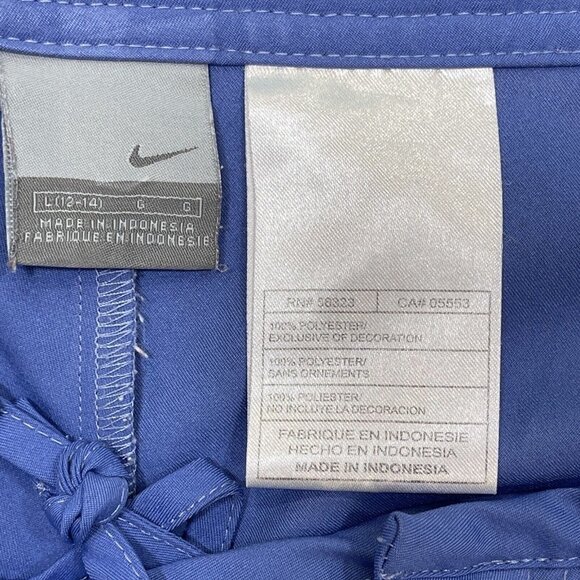 L(12-14) G G
MADE IN INDONESIA
FABRIQUE EN INDONESIE
RN# 56323 CA# 05553
100% POLYESTER/
EXCLUSIVE OF DECORATION
100% POLYESTER/
SANS ORNEMENTS
100% POLIESTER/
NO INCLUYE LA DECORACION
FABRIQUE EN INDONESIE
HECHO EN INDONESIA
MADE IN INDONESIA